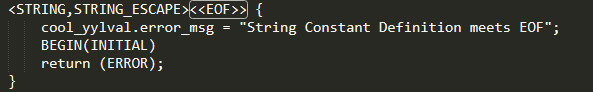 <STRING,STRING_ESCAPE><<EOF>> {
    cool_yylval.error_msg = "String Constant Definition meets EOF";
    BEGIN(INITIAL)
    return (ERROR);
}